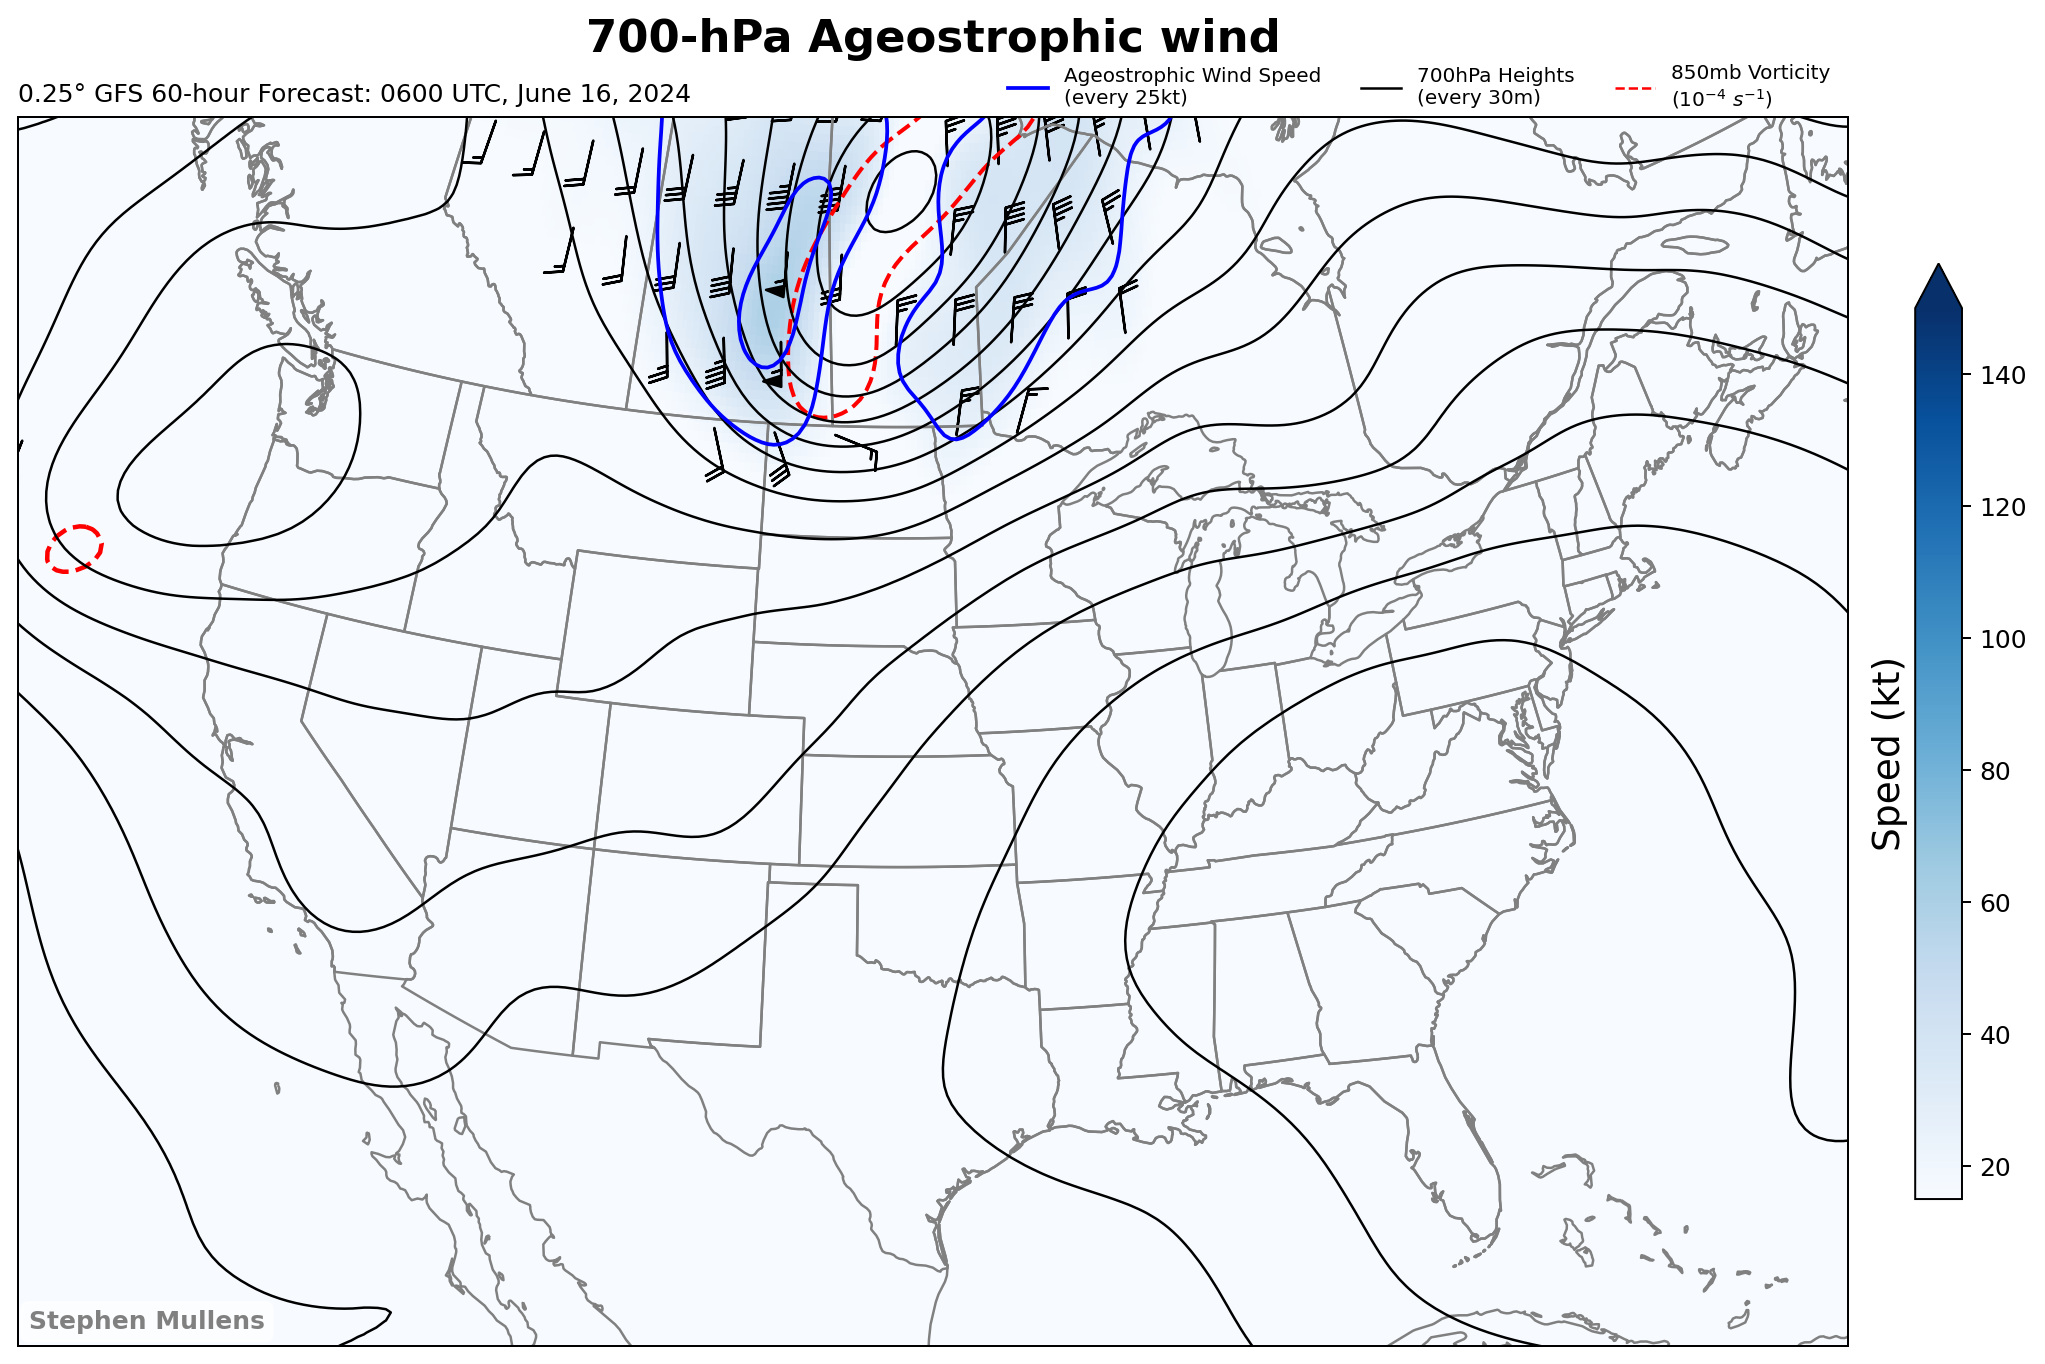 700-hPa Ageostrophic wind
0.25° GFS 60-hour Forecast: 0600 UTC, June 16, 2024
Ageostrophic Wind Speed
(every 25kt)
700hPa Heights
(every 30m)
850mb Vorticity
(10⁻⁴ s⁻¹)
140
120
100
80
60
40
20
Speed (kt)
Stephen Mullens